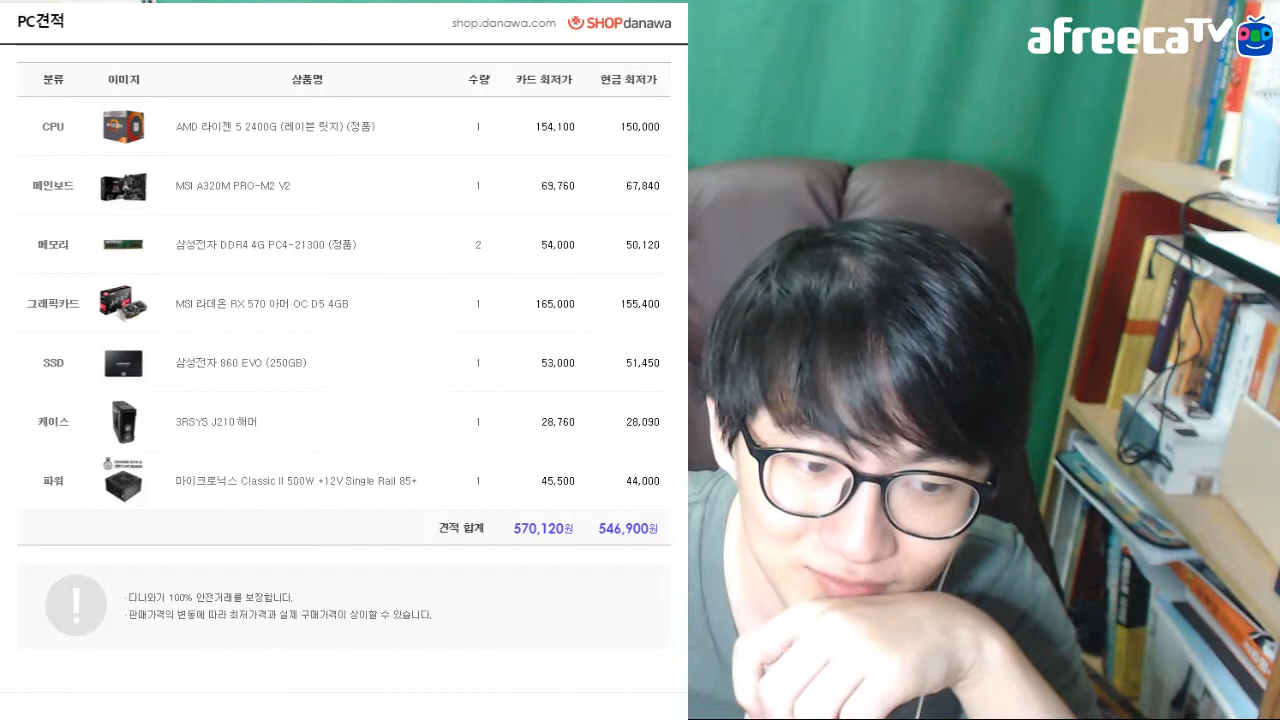 PC견적
shop.danawa.com SHOPdanawa
afreecaTV
분류 이미지 상품명 수량 카드 최저가 현금 최저가
CPU AMD 라이젠 5 2400G (레이븐 릿지) (정품) 1 154,100 150,000
메인보드 MSI A320M PRO-M2 V2 1 69,760 67,840
메모리 삼성전자 DDR4 4G PC4-21300 (정품) 2 54,000 50,120
그래픽카드 MSI 라데온 RX 570 아머 OC D5 4GB 1 165,000 155,400
SSD 삼성전자 860 EVO (250GB) 1 53,000 51,450
케이스 3RSYS J210 해머 1 28,760 28,090
파워 마이크로닉스 Classic II 500W +12V Single Rail 85+ 1 45,500 44,000
견적 합계 570,120원 546,900원
· 다나와가 100% 안전거래를 보장합니다.
· 판매가격의 변동에 따라 최저가격과 실제 구매가격이 상이할 수 있습니다.